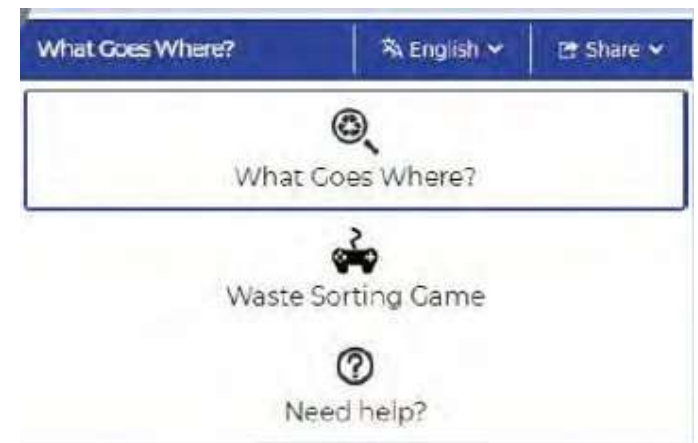 What Goes Where? English Share
What Goes Where?
Waste Sorting Game
Need help?